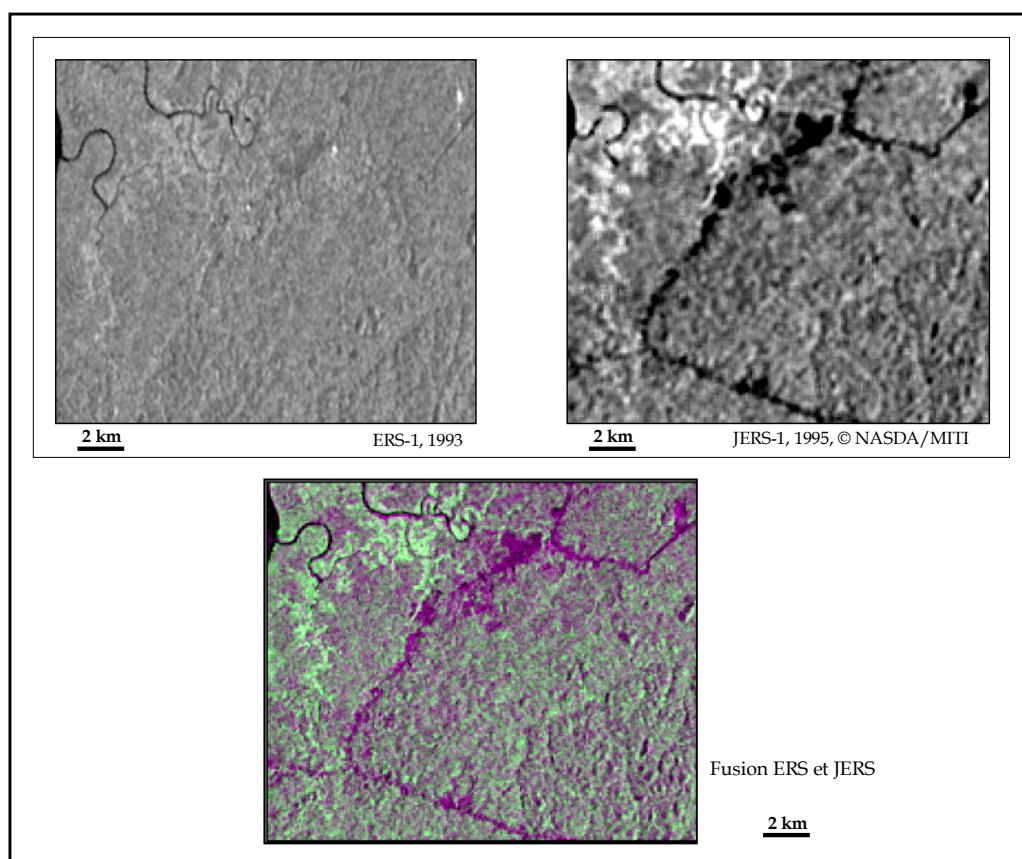 2 km
ERS-1, 1993
2 km
JERS-1, 1995, © NASDA/MITI
Fusion ERS et JERS
2 km